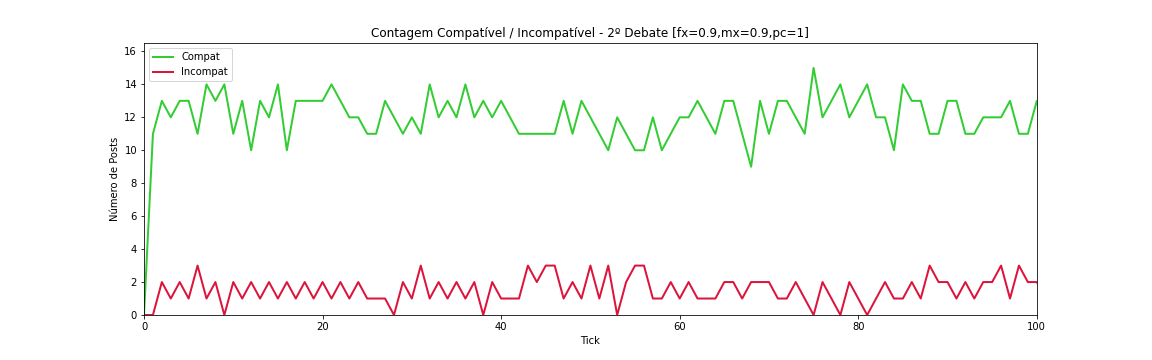 Contagem Compatível / Incompatível - 2º Debate [fx=0.9,mx=0.9,pc=1]
Compat
Incompat
Número de Posts
16
14
12
10
8
6
4
2
0
0 20 40 60 80 100
Tick